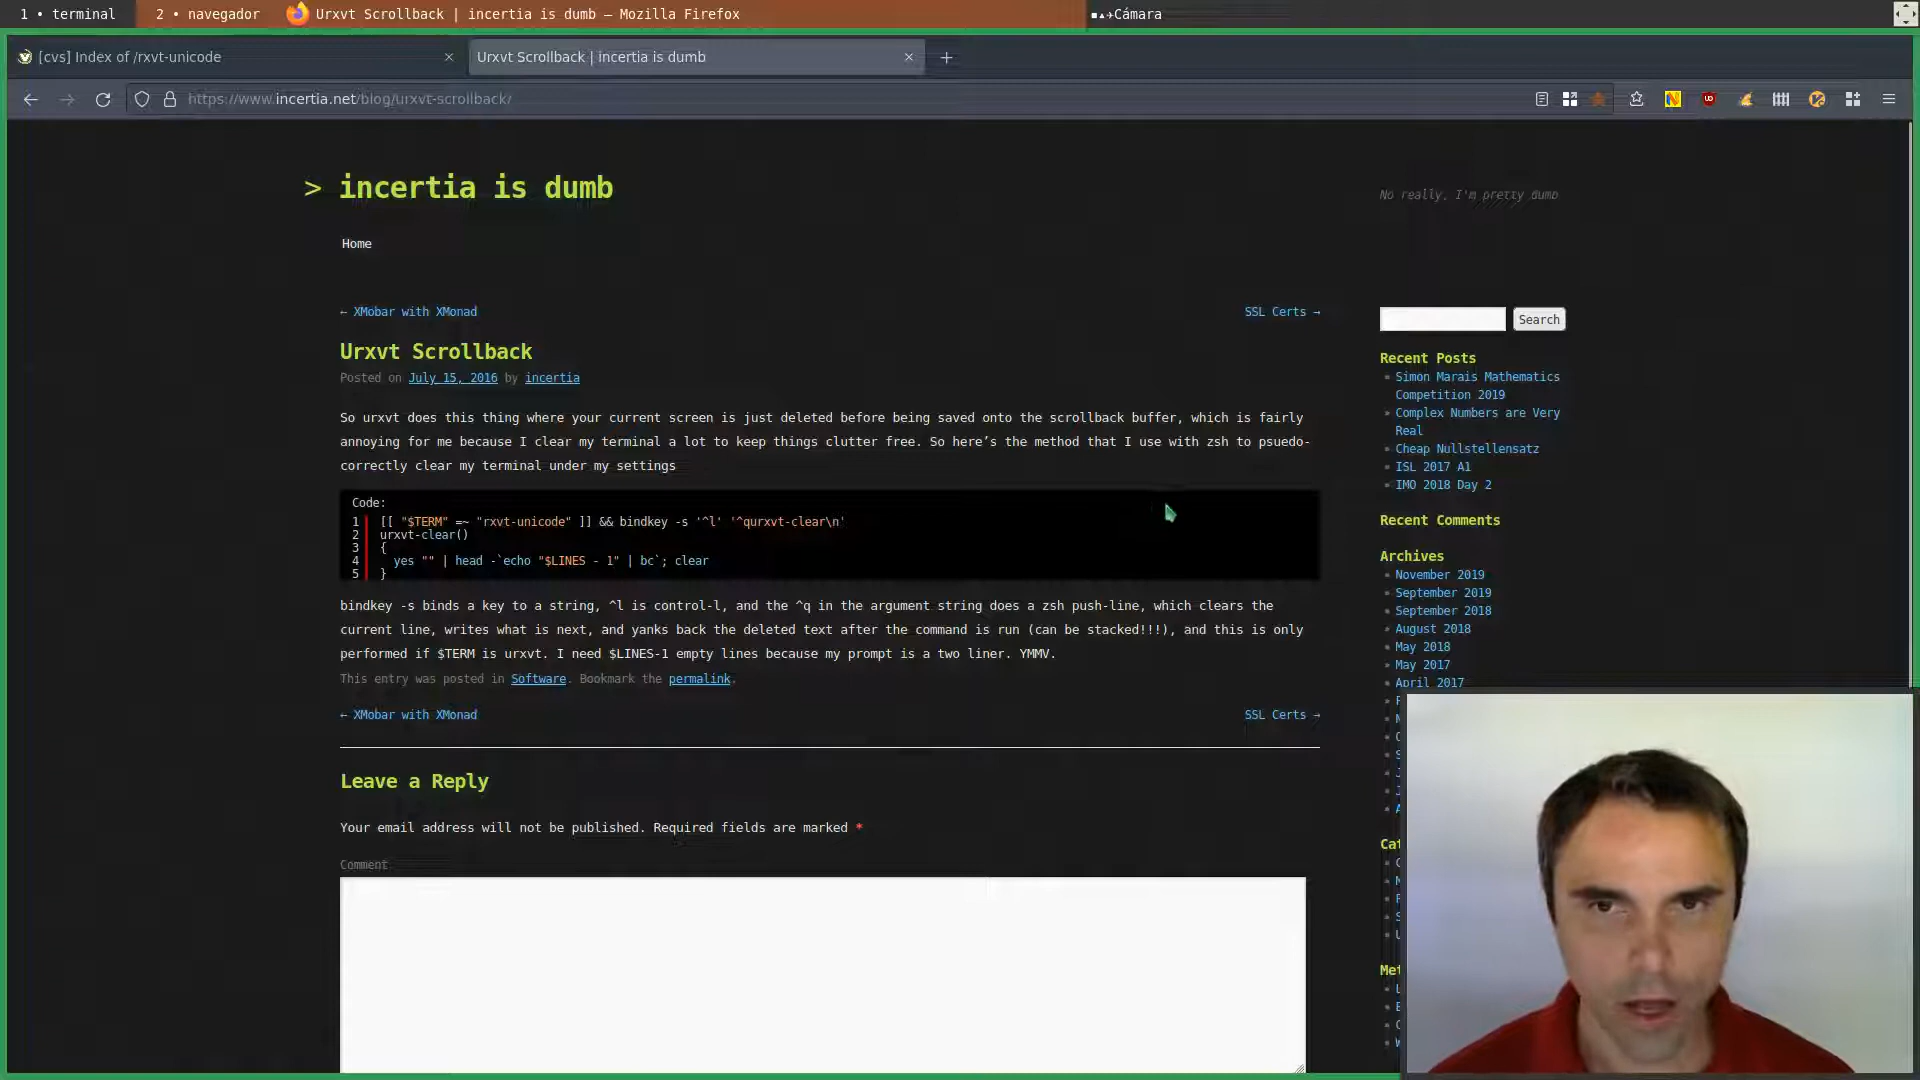 1 • terminal
2 • navegador
Urxvt Scrollback | incertia is dumb — Mozilla Firefox
Cámara
[cvs] Index of /rxvt-unicode
Urxvt Scrollback | incertia is dumb
https://www.incertia.net/blog/urxvt-scrollback/
> incertia is dumb
No really, I'm pretty dumb
Home
← XMobar with XMonad
SSL Certs →
Urxvt Scrollback
Posted on July 15, 2016 by incertia
So urxvt does this thing where your current screen is just deleted before being saved onto the scrollback buffer, which is fairly
annoying for me because I clear my terminal a lot to keep things clutter free. So here’s the method that I use with zsh to psuedo-
correctly clear my terminal under my settings
Code:
1 [[ "$TERM" =~ "rxvt-unicode" ]] && bindkey -s '^l' '^qurxvt-clear\n'
2 urxvt-clear()
3 {
4 yes "" | head -`echo "$LINES - 1" | bc`; clear
5 }
bindkey -s binds a key to a string, ^l is control-l, and the ^q in the argument string does a zsh push-line, which clears the
current line, writes what is next, and yanks back the deleted text after the command is run (can be stacked!!!), and this is only
performed if $TERM is urxvt. I need $LINES-1 empty lines because my prompt is a two liner. YMMV.
This entry was posted in Software. Bookmark the permalink.
← XMobar with XMonad
SSL Certs →
Leave a Reply
Your email address will not be published. Required fields are marked *
Comment
Search
Recent Posts
Simon Marais Mathematics
Competition 2019
Complex Numbers are Very
Real
Cheap Nullstellensatz
ISL 2017 A1
IMO 2018 Day 2
Recent Comments
Archives
November 2019
September 2019
September 2018
August 2018
May 2018
May 2017
April 2017